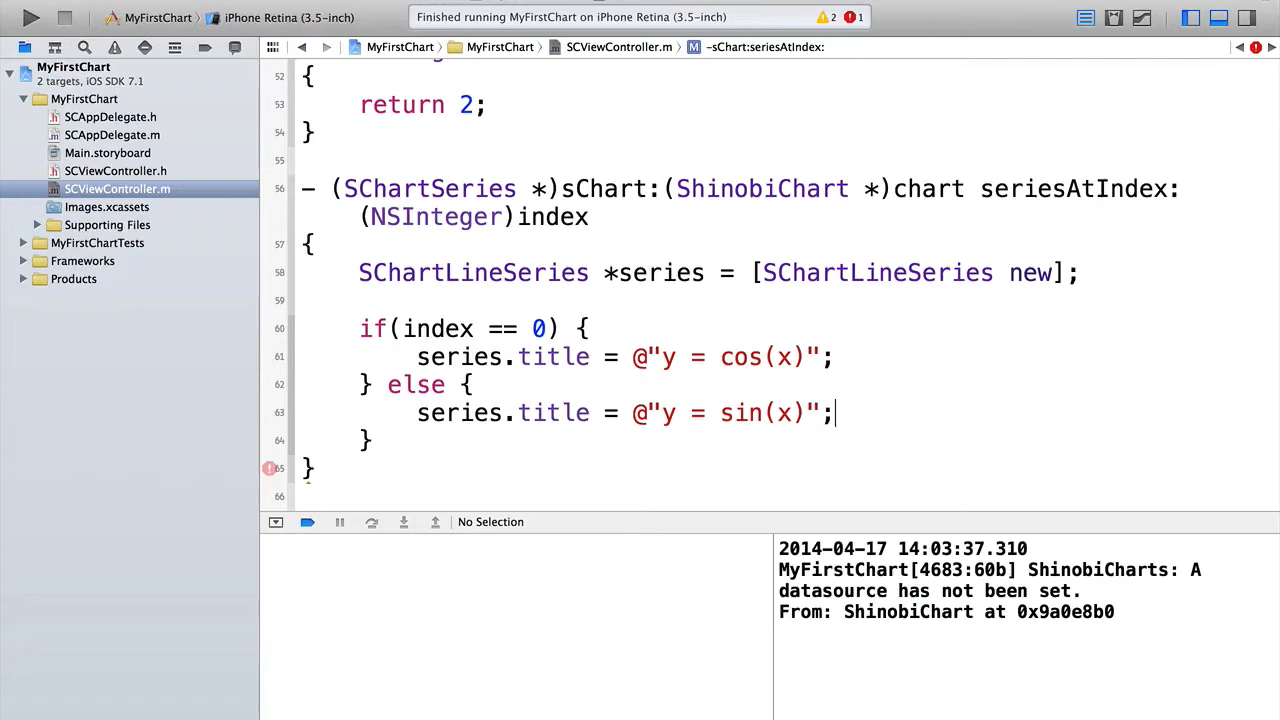 MyFirstChart iPhone Retina (3.5-inch) Finished running MyFirstChart on iPhone Retina (3.5-inch) 2 1
MyFirstChart MyFirstChart SCViewController.m M -sChart:seriesAtIndex:
MyFirstChart
2 targets, iOS SDK 7.1
MyFirstChart
h SCAppDelegate.h
m SCAppDelegate.m
Main.storyboard
h SCViewController.h
m SCViewController.m
Images.xcassets
Supporting Files
MyFirstChartTests
Frameworks
Products
52 {
53 return 2;
54 }
55
56 - (SChartSeries *)sChart:(ShinobiChart *)chart seriesAtIndex:
(NSInteger)index
57 {
58 SChartLineSeries *series = [SChartLineSeries new];
59
60 if(index == 0) {
61 series.title = @"y = cos(x)";
62 } else {
63 series.title = @"y = sin(x)";
64 }
65 }
66
No Selection
2014-04-17 14:03:37.310
MyFirstChart[4683:60b] ShinobiCharts: A
datasource has not been set.
From: ShinobiChart at 0x9a0e8b0